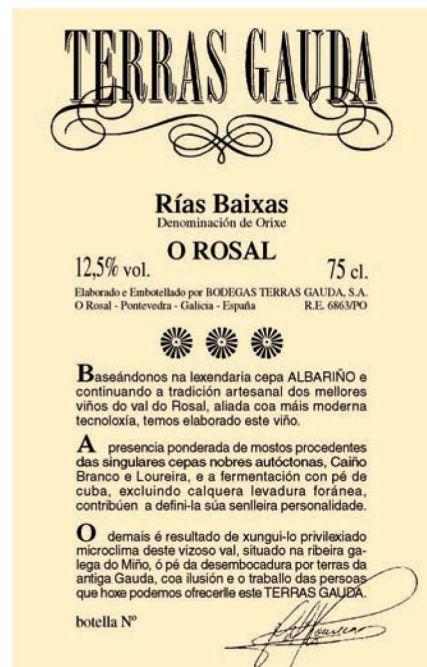 TERRAS GAUDA
Rías Baixas
Denominación de Orixe
O ROSAL
12,5% vol.
75 cl.
Elaborado e Embotellado por BODEGAS TERRAS GAUDA, S.A.
O Rosal - Pontevedra - Galicia - España R.E. 6863/PO
Baseándonos na lexendaria cepa ALBARIÑO e
continuando a tradición artesanal dos mellores
viños do val do Rosal, aliada coa máis moderna
tecnoloxía, temos elaborado este viño.
A presencia ponderada de mostos procedentes
das singulares cepas nobres autóctonas, Caiño
Branco e Loureira, e a fermentación con pé de
cuba, excluindo calquera levadura foránea,
contribúen a defini-la súa senlleira personalidade.
O demais é resultado de xungui-lo privilexiado
microclima deste vizoso val, situado na ribeira ga-
lega do Miño, ó pé da desembocadura por terras da
antiga Gauda, coa ilusión e o traballo das persoas
que hoxe podemos ofrecerlle este TERRAS GAUDA.
botella Nº